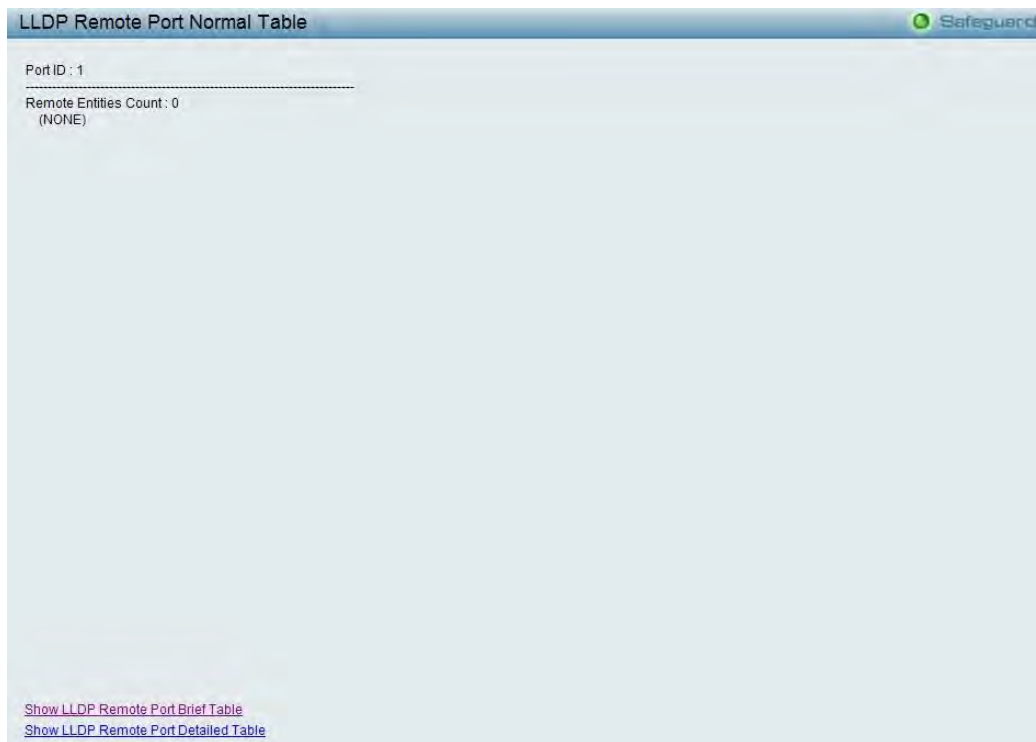 LLDP Remote Port Normal Table
Safeguard
Port ID : 1
--------------------------------------------------------------------------------
Remote Entities Count : 0
(NONE)
Show LLDP Remote Port Brief Table
Show LLDP Remote Port Detailed Table